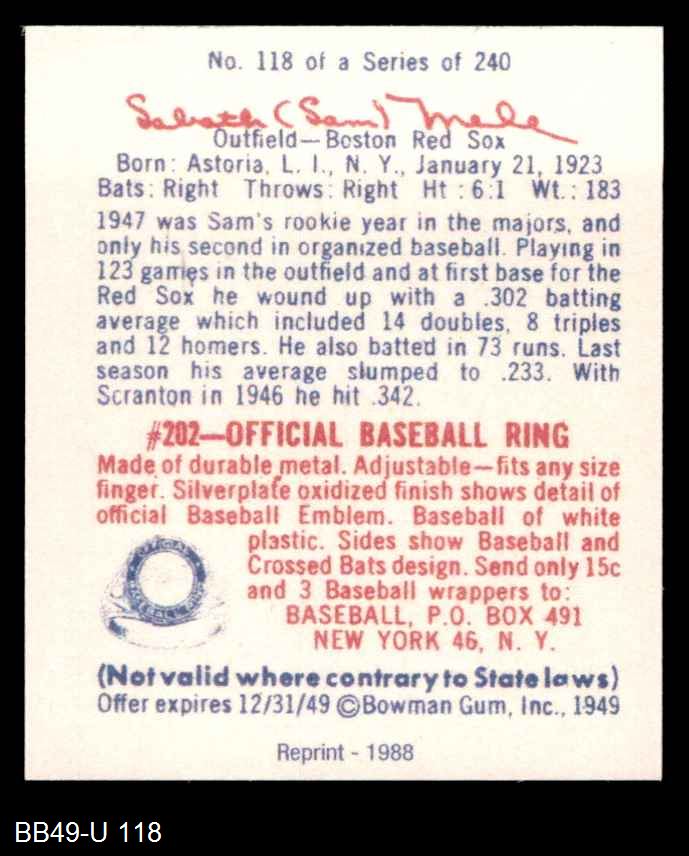 No. 118 of a Series of 240
Sabath (Sam) Mele
Outfield—Boston Red Sox
Born: Astoria, L. I., N. Y., January 21, 1923
Bats: Right Throws: Right Ht : 6:1 Wt.: 183
1947 was Sam's rookie year in the majors, and
only his second in organized baseball. Playing in
123 games in the outfield and at first base for the
Red Sox he wound up with a .302 batting
average which included 14 doubles, 8 triples
and 12 homers. He also batted in 73 runs. Last
season his average slumped to .233. With
Scranton in 1946 he hit .342.
#202—OFFICIAL BASEBALL RING
Made of durable metal. Adjustable—fits any size
finger. Silverplate oxidized finish shows detail of
official Baseball Emblem. Baseball of white
plastic. Sides show Baseball and
Crossed Bats design. Send only 15c
and 3 Baseball wrappers to:
BASEBALL, P.O. BOX 491
NEW YORK 46, N. Y.
OFFICIAL
BASEBALL RING
(Not valid where contrary to State laws)
Offer expires 12/31/49 ©Bowman Gum, Inc., 1949
Reprint - 1988
BB49-U 118